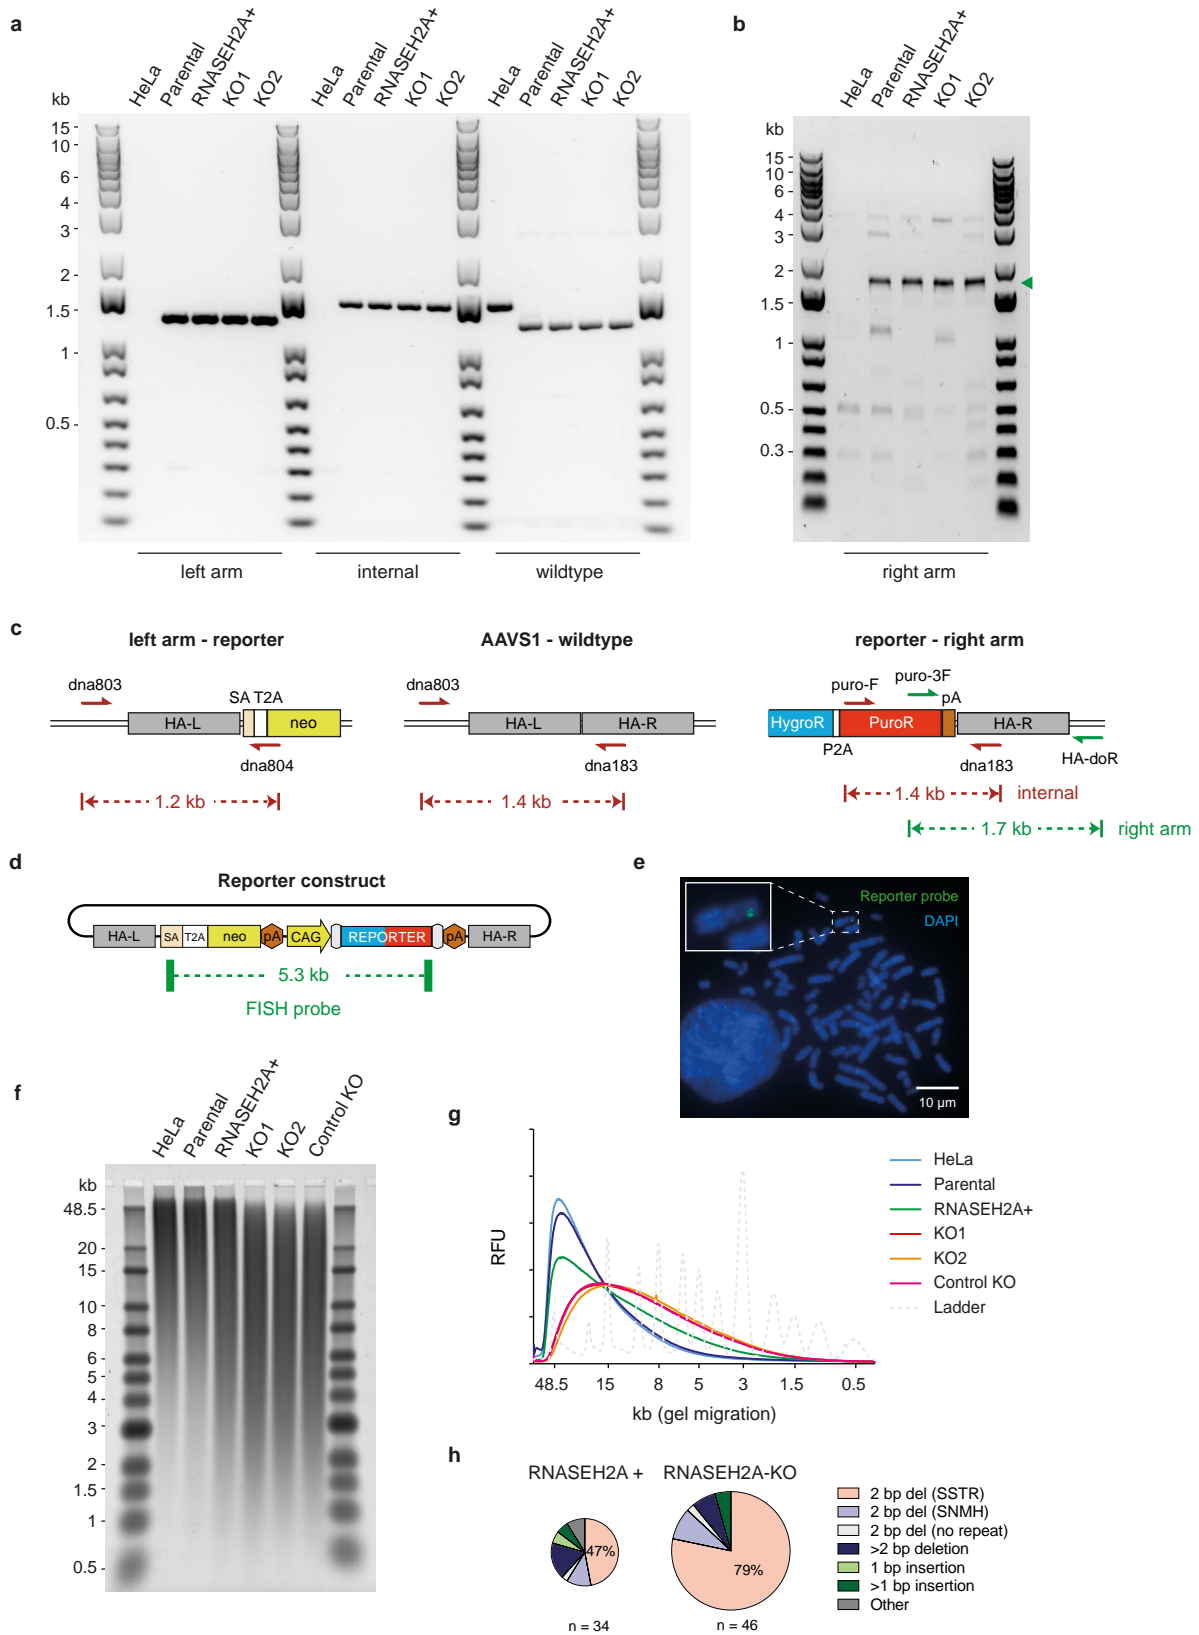 a
HeLa
Parental
RNASEH2A+
KO1
KO2
HeLa
Parental
RNASEH2A+
KO1
KO2
HeLa
Parental
RNASEH2A+
KO1
KO2
kb
15
10
6
4
3
2
1.5
1
0.5
left arm
internal
wildtype
b
HeLa
Parental
RNASEH2A+
KO1
KO2
kb
15
10
6
4
3
2
1.5
1
0.5
0.3
right arm
c
left arm - reporter
dna803
SA T2A
HA-L
neo
dna804
1.2 kb
AAVS1 - wildtype
dna803
HA-L
HA-R
dna183
1.4 kb
reporter - right arm
puro-3F
puro-F
pA
HygroR
PuroR
HA-R
P2A
dna183
HA-doR
1.4 kb
internal
1.7 kb
right arm
d
Reporter construct
HA-L
SA
T2A
neo
pA
CAG
REPORTER
pA
HA-R
5.3 kb
FISH probe
e
Reporter probe
DAPI
10 µm
f
HeLa
Parental
RNASEH2A+
KO1
KO2
Control KO
kb
48.5
20
15
10
8
6
5
4
3
2
1.5
1
0.5
g
RFU
48.5
15
8
5
3
1.5
0.5
kb (gel migration)
HeLa
Parental
RNASEH2A+
KO1
KO2
Control KO
Ladder
h
RNASEH2A +
RNASEH2A-KO
47%
79%
n = 34
n = 46
2 bp del (SSTR)
2 bp del (SNMH)
2 bp del (no repeat)
>2 bp deletion
1 bp insertion
>1 bp insertion
Other